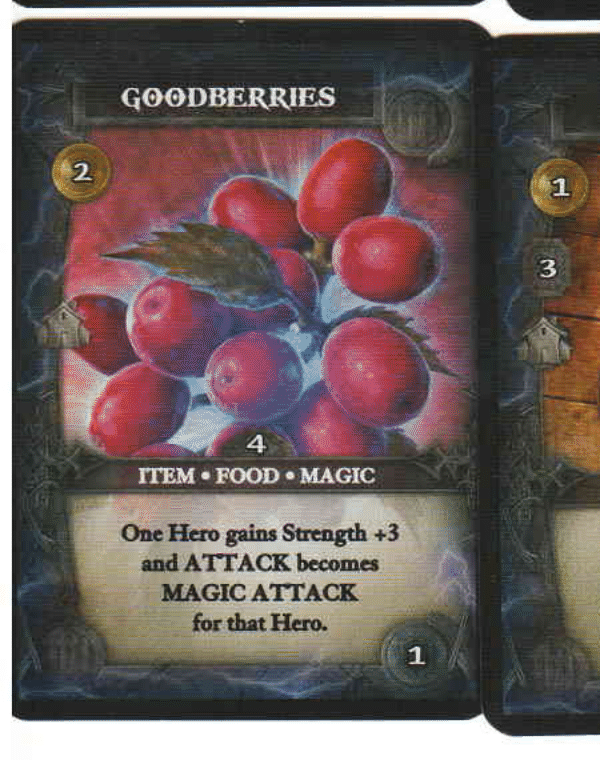 GOODBERRIES
2
4
ITEM • FOOD • MAGIC
One Hero gains Strength +3
and ATTACK becomes
MAGIC ATTACK
for that Hero.
1
1
3